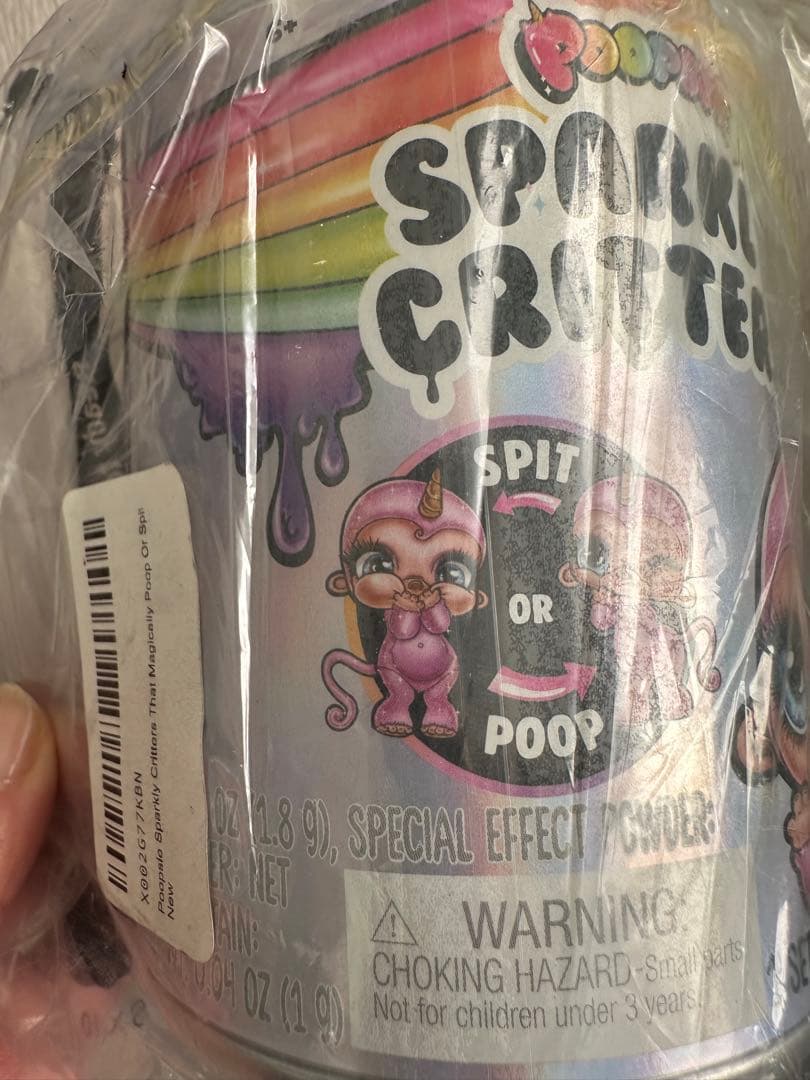 SPARKL
CRITTER
SPIT
OR
POOP
OZ (1.8 g), SPECIAL EFFECT POWDER:
ER: NET
AIN:
0.04 OZ (1 g)
WARNING:
CHOKING HAZARD-Small parts
Not for children under 3 years.
X002G77KBN
Poopsie Sparkly Critters That Magically Poop Or Spit
New